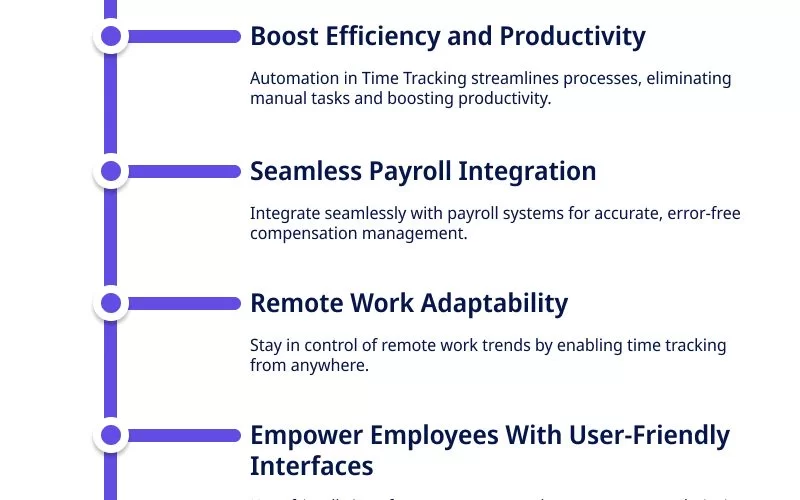 Boost Efficiency and Productivity
Automation in Time Tracking streamlines processes, eliminating
manual tasks and boosting productivity.
Seamless Payroll Integration
Integrate seamlessly with payroll systems for accurate, error-free
compensation management.
Remote Work Adaptability
Stay in control of remote work trends by enabling time tracking
from anywhere.
Empower Employees With User-Friendly
Interfaces